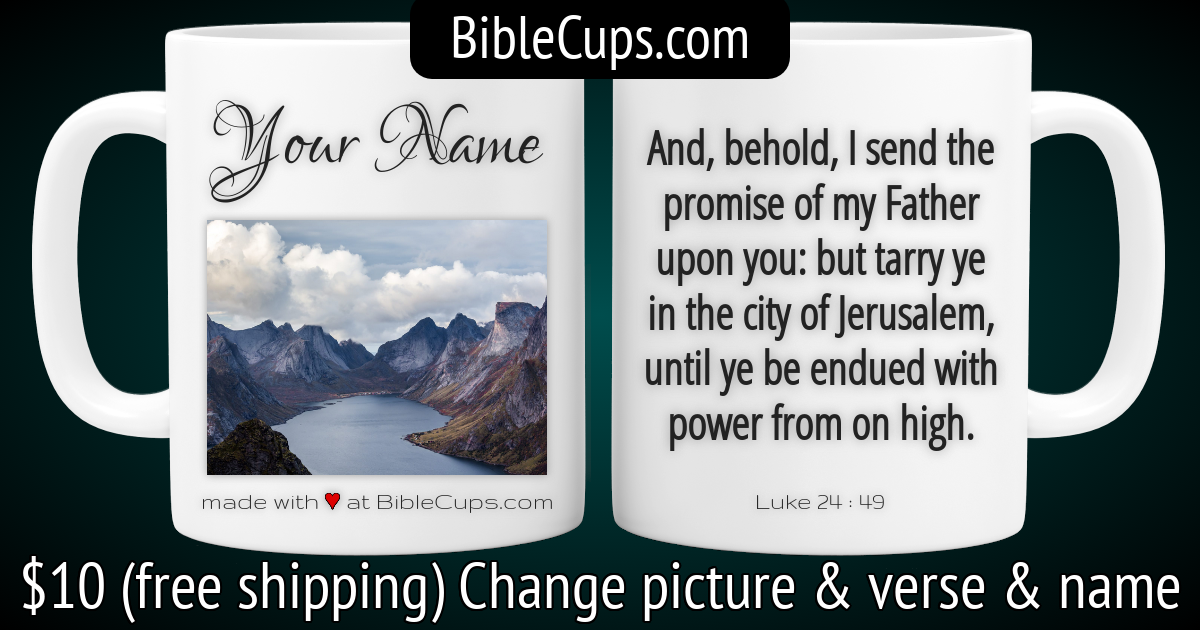 BibleCups.com
Your Name
made with ❤ at BibleCups.com
And, behold, I send the
promise of my Father
upon you: but tarry ye
in the city of Jerusalem,
until ye be endued with
power from on high.
Luke 24 : 49
$10 (free shipping) Change picture & verse & name